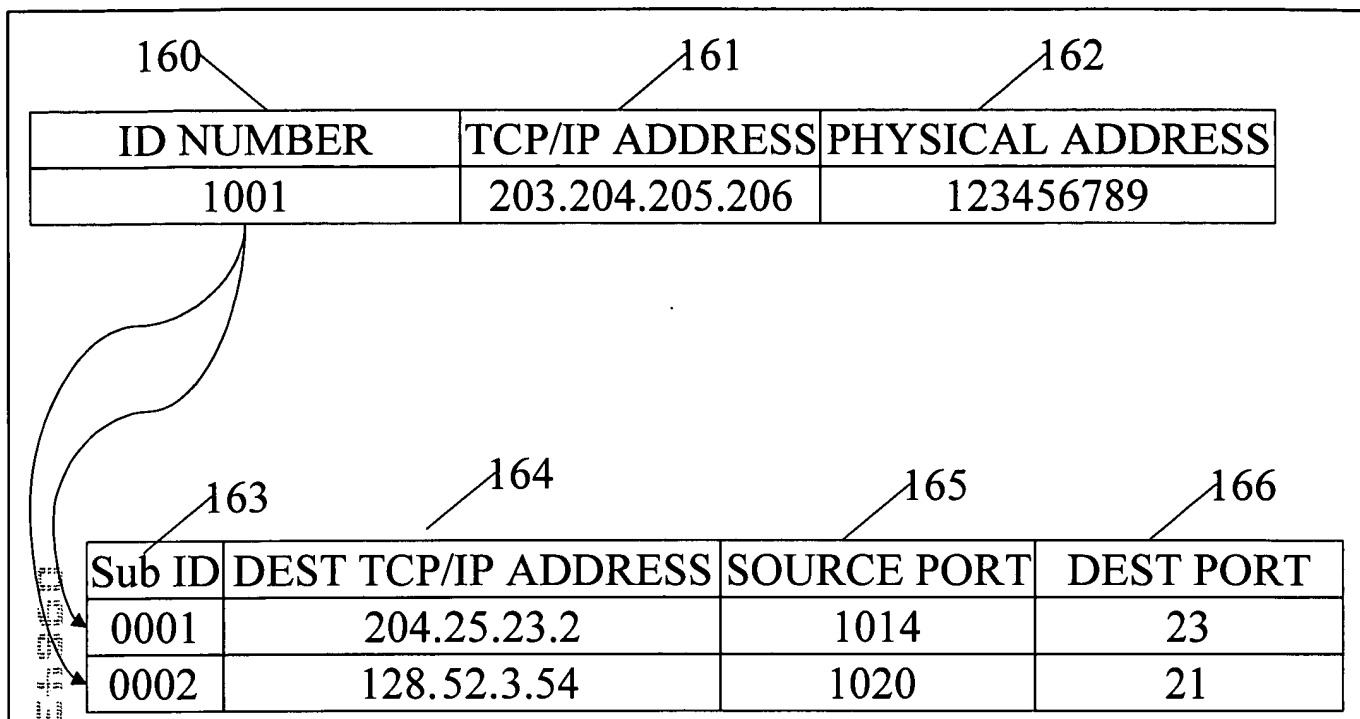 160 161 162
ID NUMBER TCP/IP ADDRESS PHYSICAL ADDRESS
1001 203.204.205.206 123456789
163 164 165 166
Sub ID DEST TCP/IP ADDRESS SOURCE PORT DEST PORT
0001 204.25.23.2 1014 23
0002 128.52.3.54 1020 21